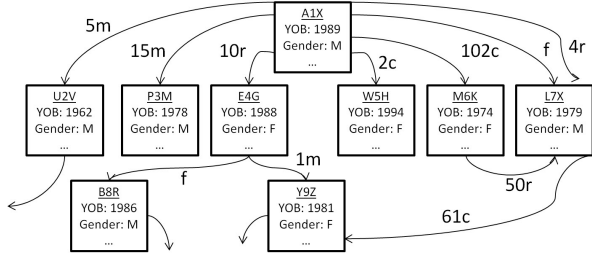 A1X
YOB: 1989
Gender: M
...
5m
15m
10r
2c
102c
f
4r
U2V
YOB: 1962
Gender: M
...
P3M
YOB: 1978
Gender: M
...
E4G
YOB: 1988
Gender: F
...
W5H
YOB: 1994
Gender: F
...
M6K
YOB: 1974
Gender: F
...
L7X
YOB: 1979
Gender: M
...
f
1m
50r
61c
B8R
YOB: 1986
Gender: M
...
Y9Z
YOB: 1981
Gender: F
...